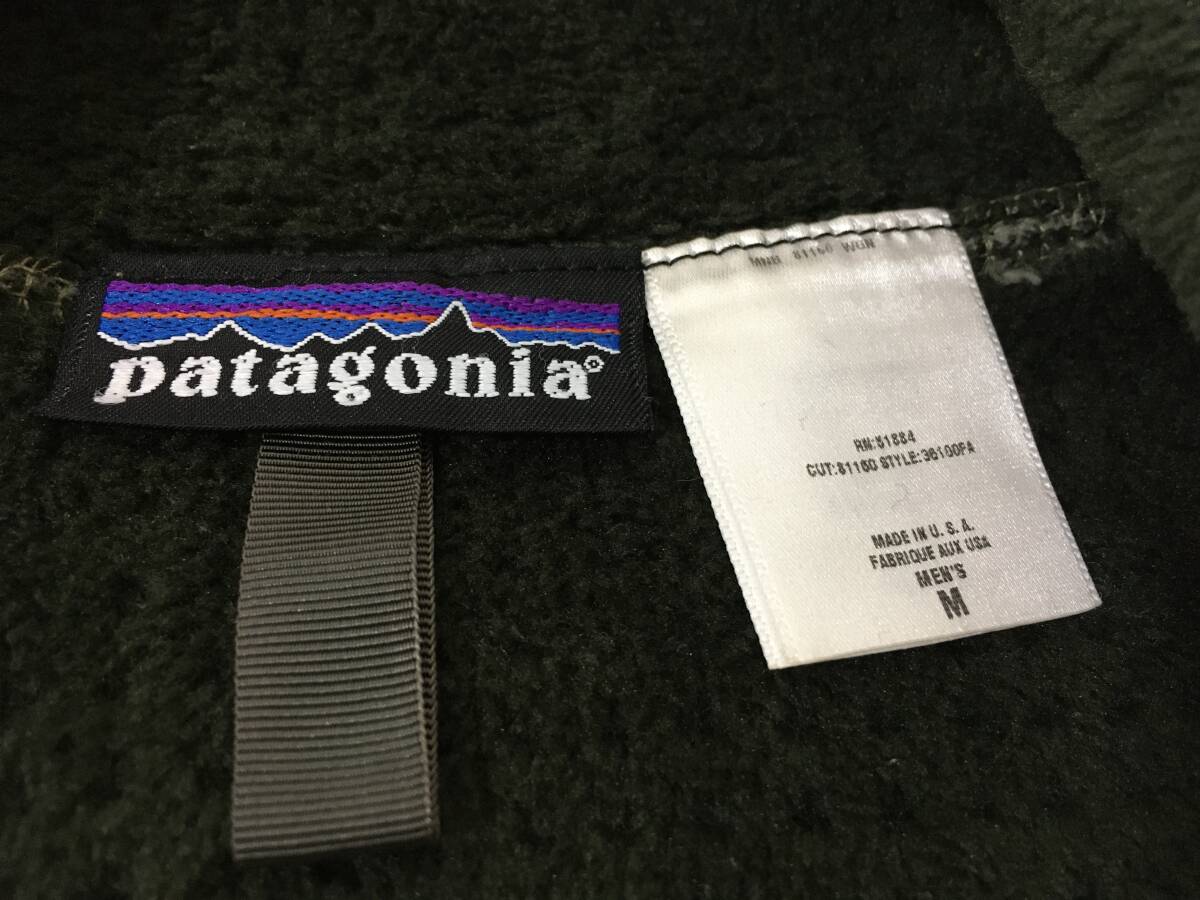 patagonia®
RN:51884
CUT:81160 STYLE:36100FA
MADE IN U. S. A.
FABRIQUE AUX USA
MEN'S
M